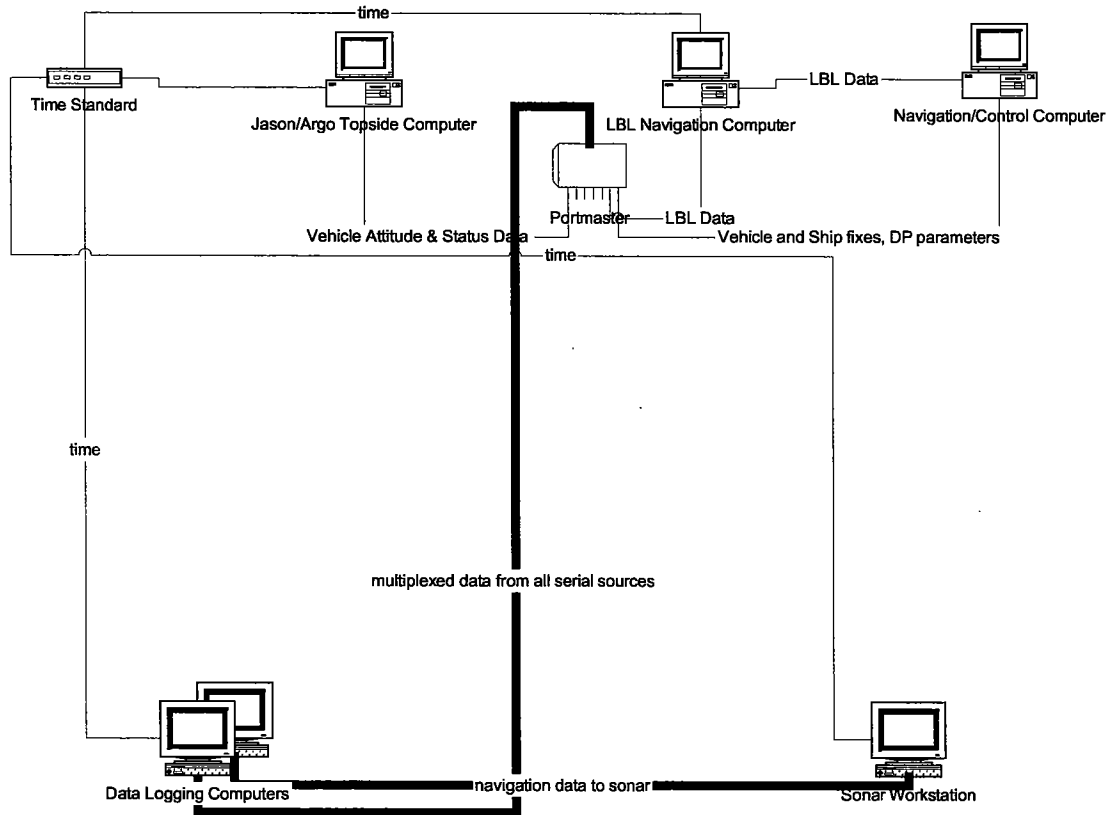 time
Time Standard
Jason/Argo Topside Computer
LBL Navigation Computer
LBL Data
Navigation/Control Computer
Portmaster
LBL Data
Vehicle Attitude & Status Data
Vehicle and Ship fixes, DP parameters
time
time
multiplexed data from all serial sources
navigation data to sonar
Data Logging Computers
Sonar Workstation